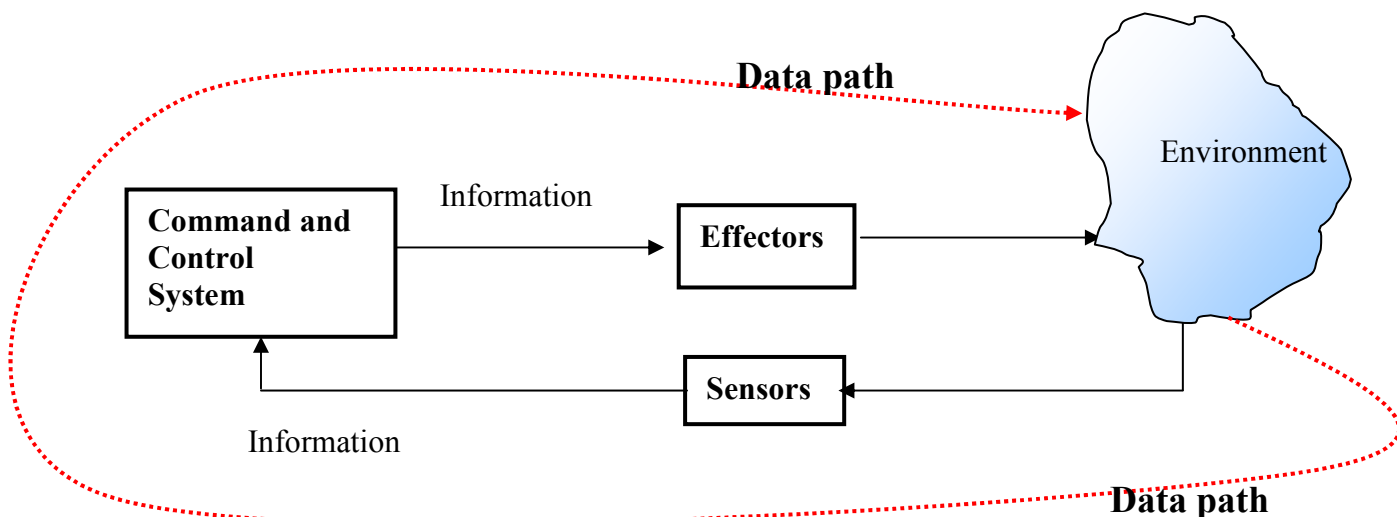 Data path
Environment
Information
Command and
Control
System
Effectors
Sensors
Information
Data path